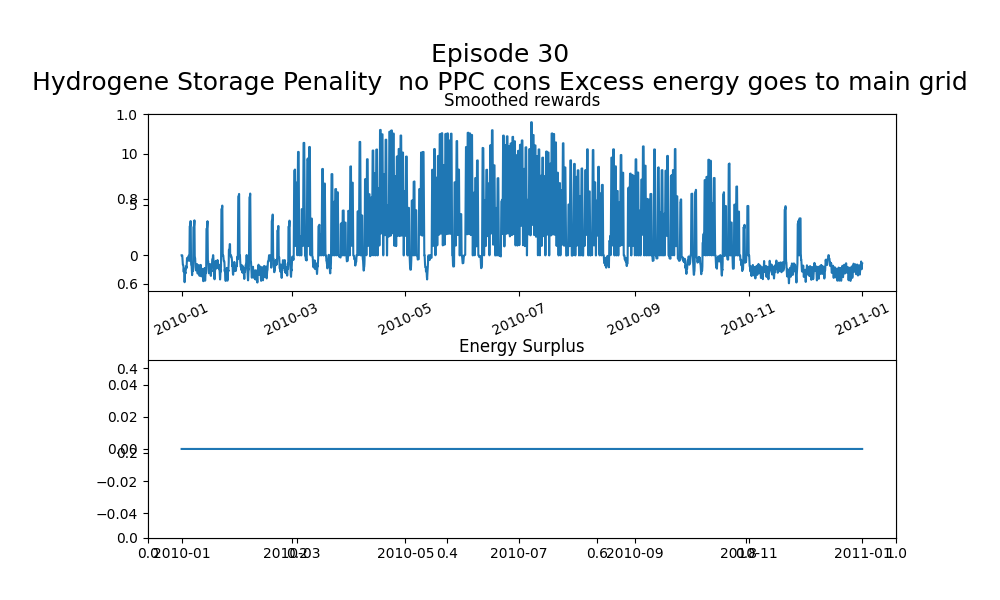 Episode 30
Hydrogene Storage Penality  no PPC cons Excess energy goes to main grid
Smoothed rewards
1.0
10
0.8
5
0
0.6
2010-01 2010-03 2010-05 2010-07 2010-09 2010-11 2011-01
Energy Surplus
0.4
0.04
0.02
0.00
0.2
−0.02
−0.04
0.0
0.0 2010-01 0.2 2010-03 2010-05 0.4 2010-07 0.6 2010-09 0.8 2010-11 2011-01 1.0